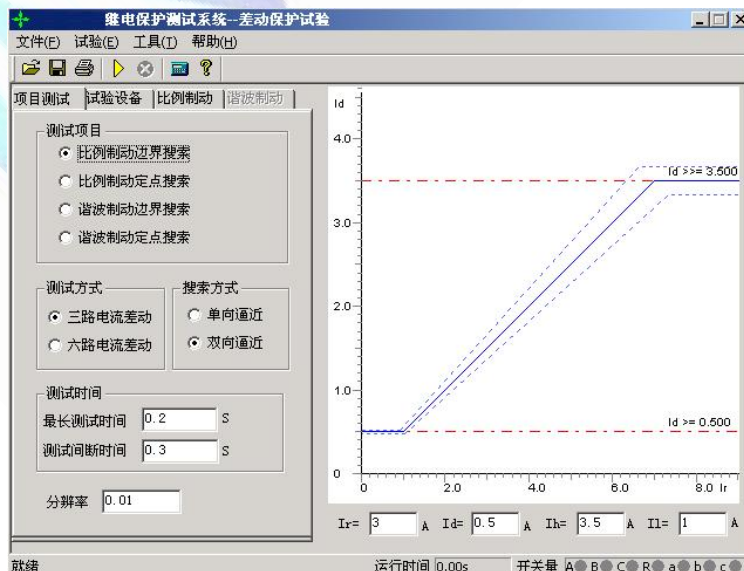 继电保护测试系统--差动保护试验
文件(F) 试验(E) 工具(T) 帮助(H)
项目测试 试验设备 比例制动 谐波制动
测试项目
比例制动边界搜索
比例制动定点搜索
谐波制动边界搜索
谐波制动定点搜索
测试方式
三路电流差动
六路电流差动
搜索方式
单向逼近
双向逼近
测试时间
最长测试时间 0.2 S
测试间断时间 0.3 S
分辨率 0.01
Id
4.0
Id >>= 3.500
3.0
2.0
1.0
Id >= 0.500
0
0 2.0 4.0 6.0 8.0 Ir
Ir= 3 A Id= 0.5 A Ih= 3.5 A Il= 1 A
就绪 运行时间 0.00s 开关量 A B C R a b c